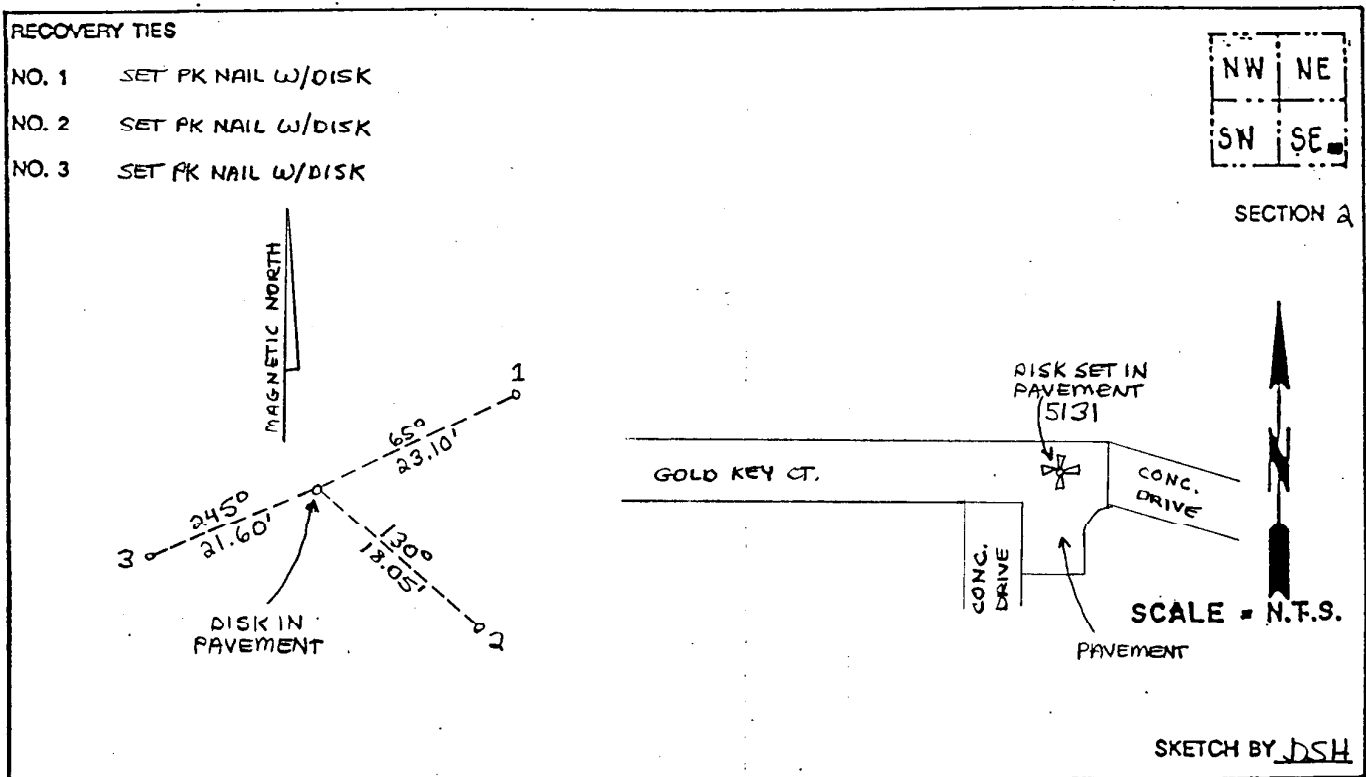 RECOVERY TIES
NO. 1 SET PK NAIL W/DISK
NO. 2 SET PK NAIL W/DISK
NO. 3 SET PK NAIL W/DISK
NW NE
SW SE
SECTION 2
MAGNETIC NORTH
1
65°
23.10'
245°
21.60'
3
130°
18.05'
2
DISK IN
PAVEMENT
DISK SET IN
PAVEMENT
5131
GOLD KEY CT.
CONC.
DRIVE
CONC.
DRIVE
PAVEMENT
N
SCALE = N.T.S.
SKETCH BY DSH